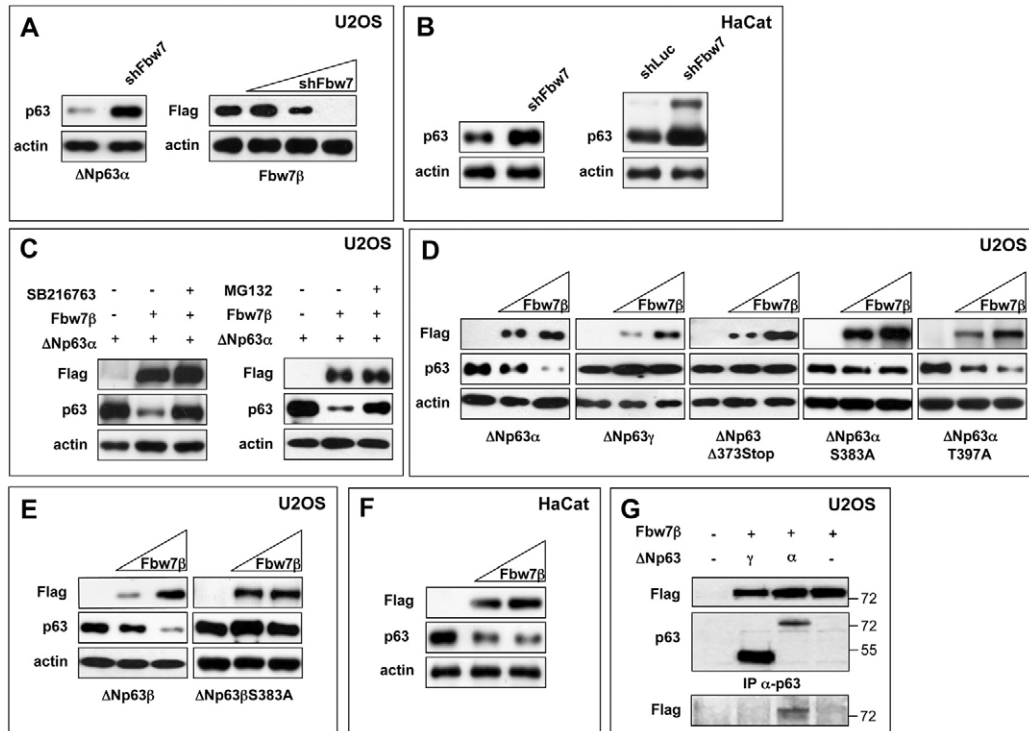 A U2OS
shFbw7
shFbw7
p63 Flag
actin actin
ΔNp63α Fbw7β
B HaCat
shFbw7
shLuc shFbw7
p63 p63
actin actin
C U2OS
SB216763 - - + MG132 - - +
Fbw7β - + + Fbw7β - + +
ΔNp63α + + + ΔNp63α + + +
Flag Flag
p63 p63
actin actin
D U2OS
Fbw7β Fbw7β Fbw7β Fbw7β Fbw7β
Flag
p63
actin
ΔNp63α ΔNp63γ ΔNp63 ΔNp63α ΔNp63α
Δ373Stop S383A T397A
E U2OS
Fbw7β Fbw7β
Flag
p63
actin
ΔNp63β ΔNp63βS383A
F HaCat
Fbw7β
Flag
p63
actin
G U2OS
Fbw7β - + + +
ΔNp63 - γ α -
Flag 72
p63 72
55
IP α-p63
Flag 72